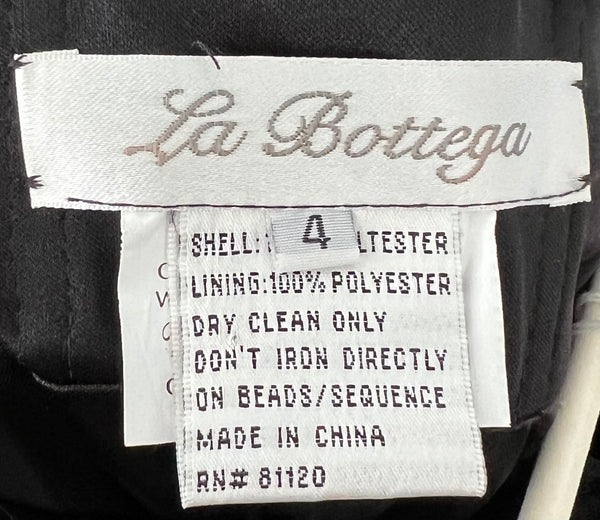 La Bottega
4
SHELL: LTESTER
LINING:100% POLYESTER
DRY CLEAN ONLY
DON'T IRON DIRECTLY
ON BEADS/SEQUENCE
MADE IN CHINA
RN# 81120